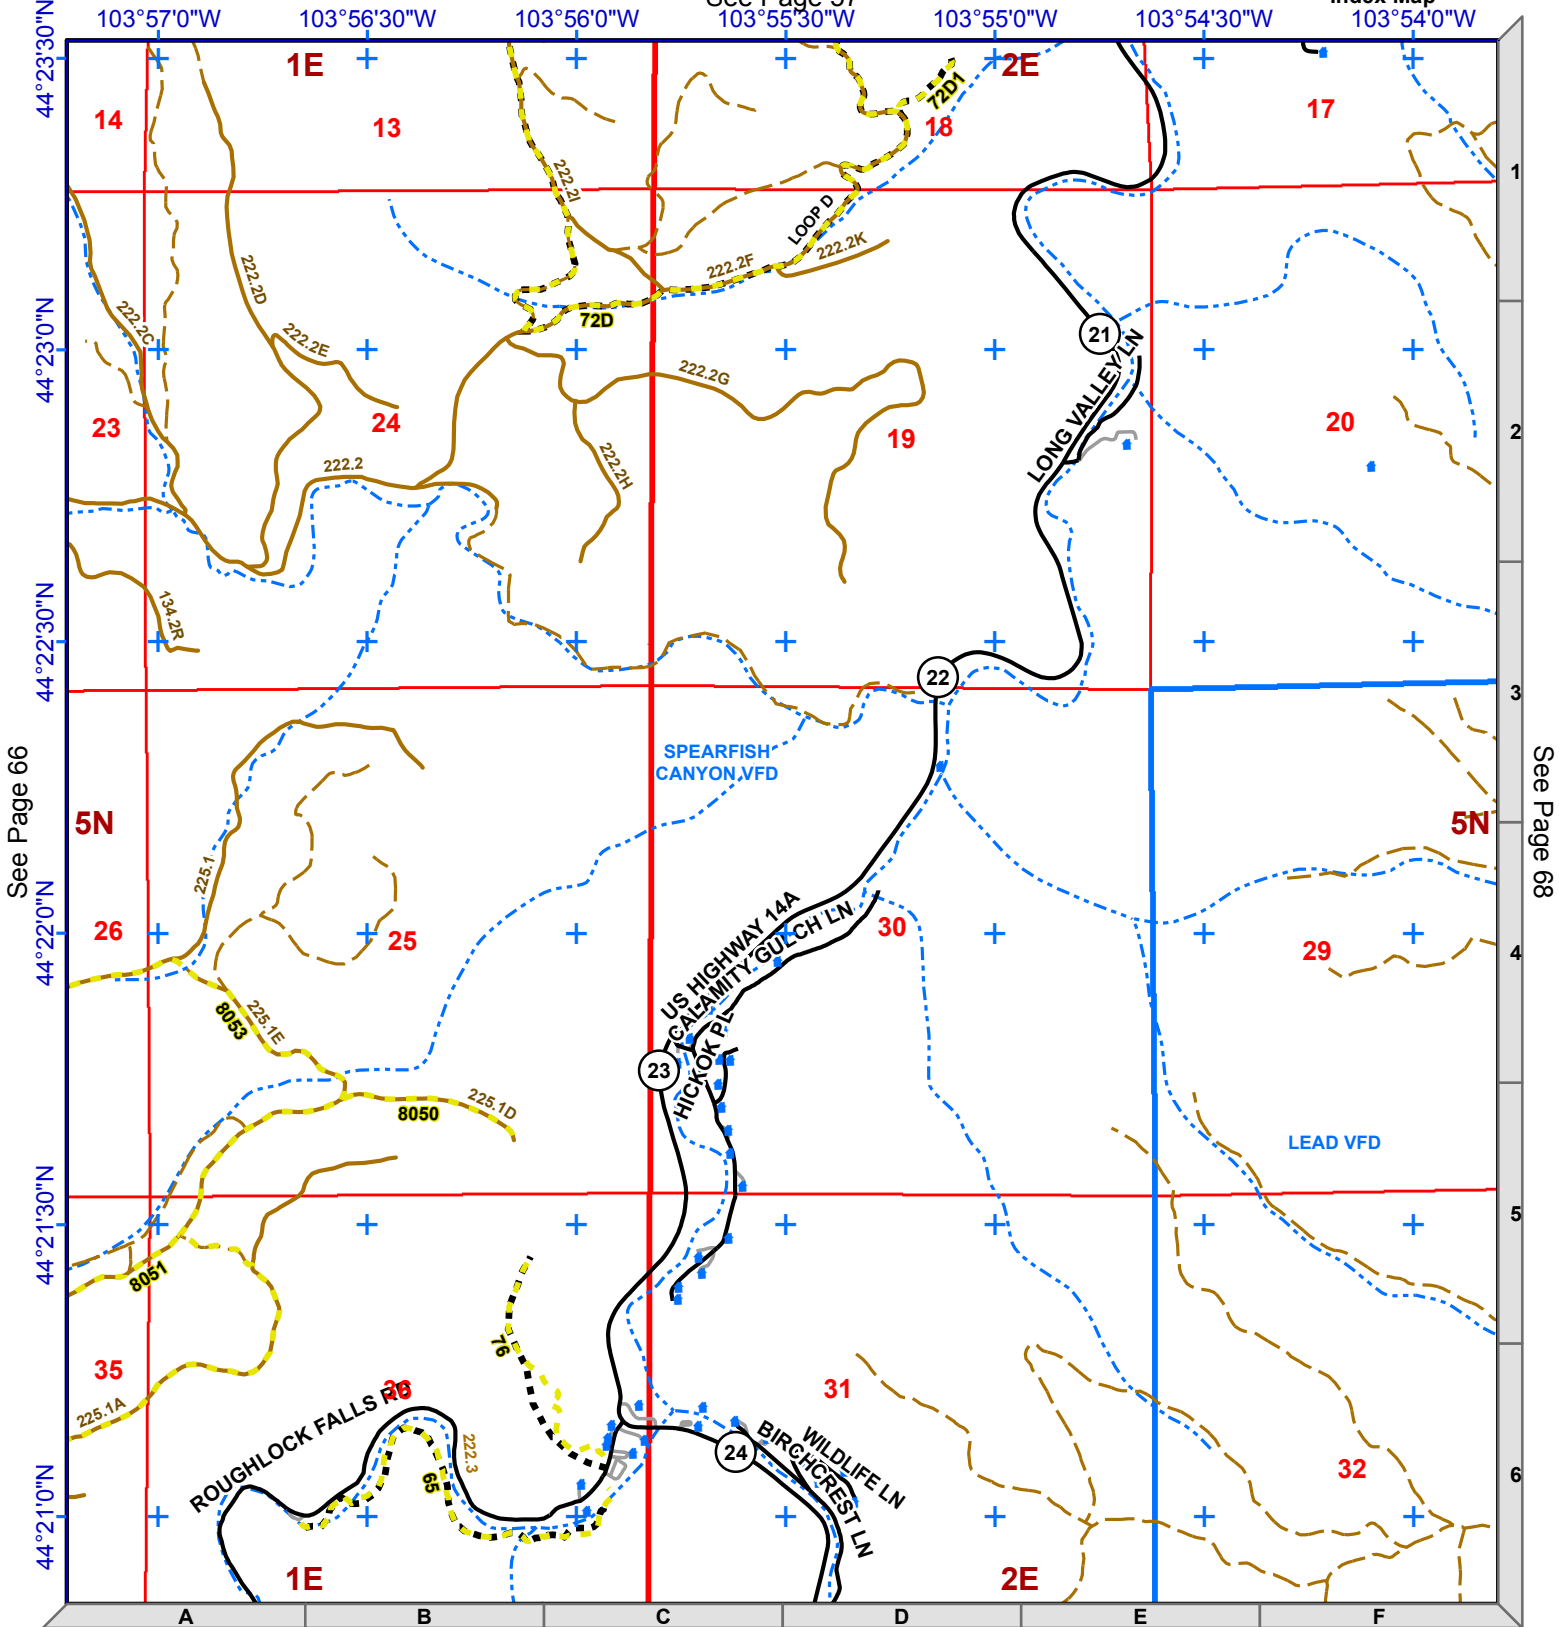 See Page 57
Index Map
103°57'0"W
103°56'30"W
103°56'0"W
103°55'30"W
103°55'0"W
103°54'30"W
103°54'0"W
44°23'30"N
44°23'0"N
44°22'30"N
44°22'0"N
44°21'30"N
44°21'0"N
See Page 66
See Page 68
1E
2E
14
13
18
17
72D1
222.2I
LOOP D
222.2K
222.2F
72D
222.2D
222.2C
222.2E
222.2G
21
LONG VALLEY LN
23
24
19
20
222.2
222.2H
134.2R
22
SPEARFISH
CANYON VFD
5N
5N
225.1
26
25
30
29
US HIGHWAY 14A
CALAMITY GULCH LN
HICKOK PL
23
8053
225.1E
8050
225.1D
LEAD VFD
8051
76
35
36
31
32
225.1A
ROUGHLOCK FALLS RD
222.3
65
24
WILDLIFE LN
BIRCHCREST LN
1E
2E
1
2
3
4
5
6
A
B
C
D
E
F